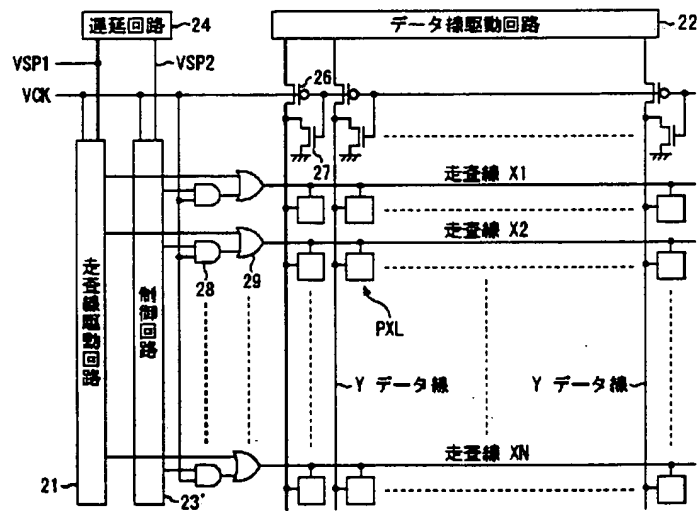 遅延回路 24
データ線駆動回路 22
VSP1
VSP2
26
VCK
27
走査線 X1
走査線 X2
28
29
走査線駆動回路
制御回路
PXL
Y データ線
Y データ線
走査線 XN
21
23'